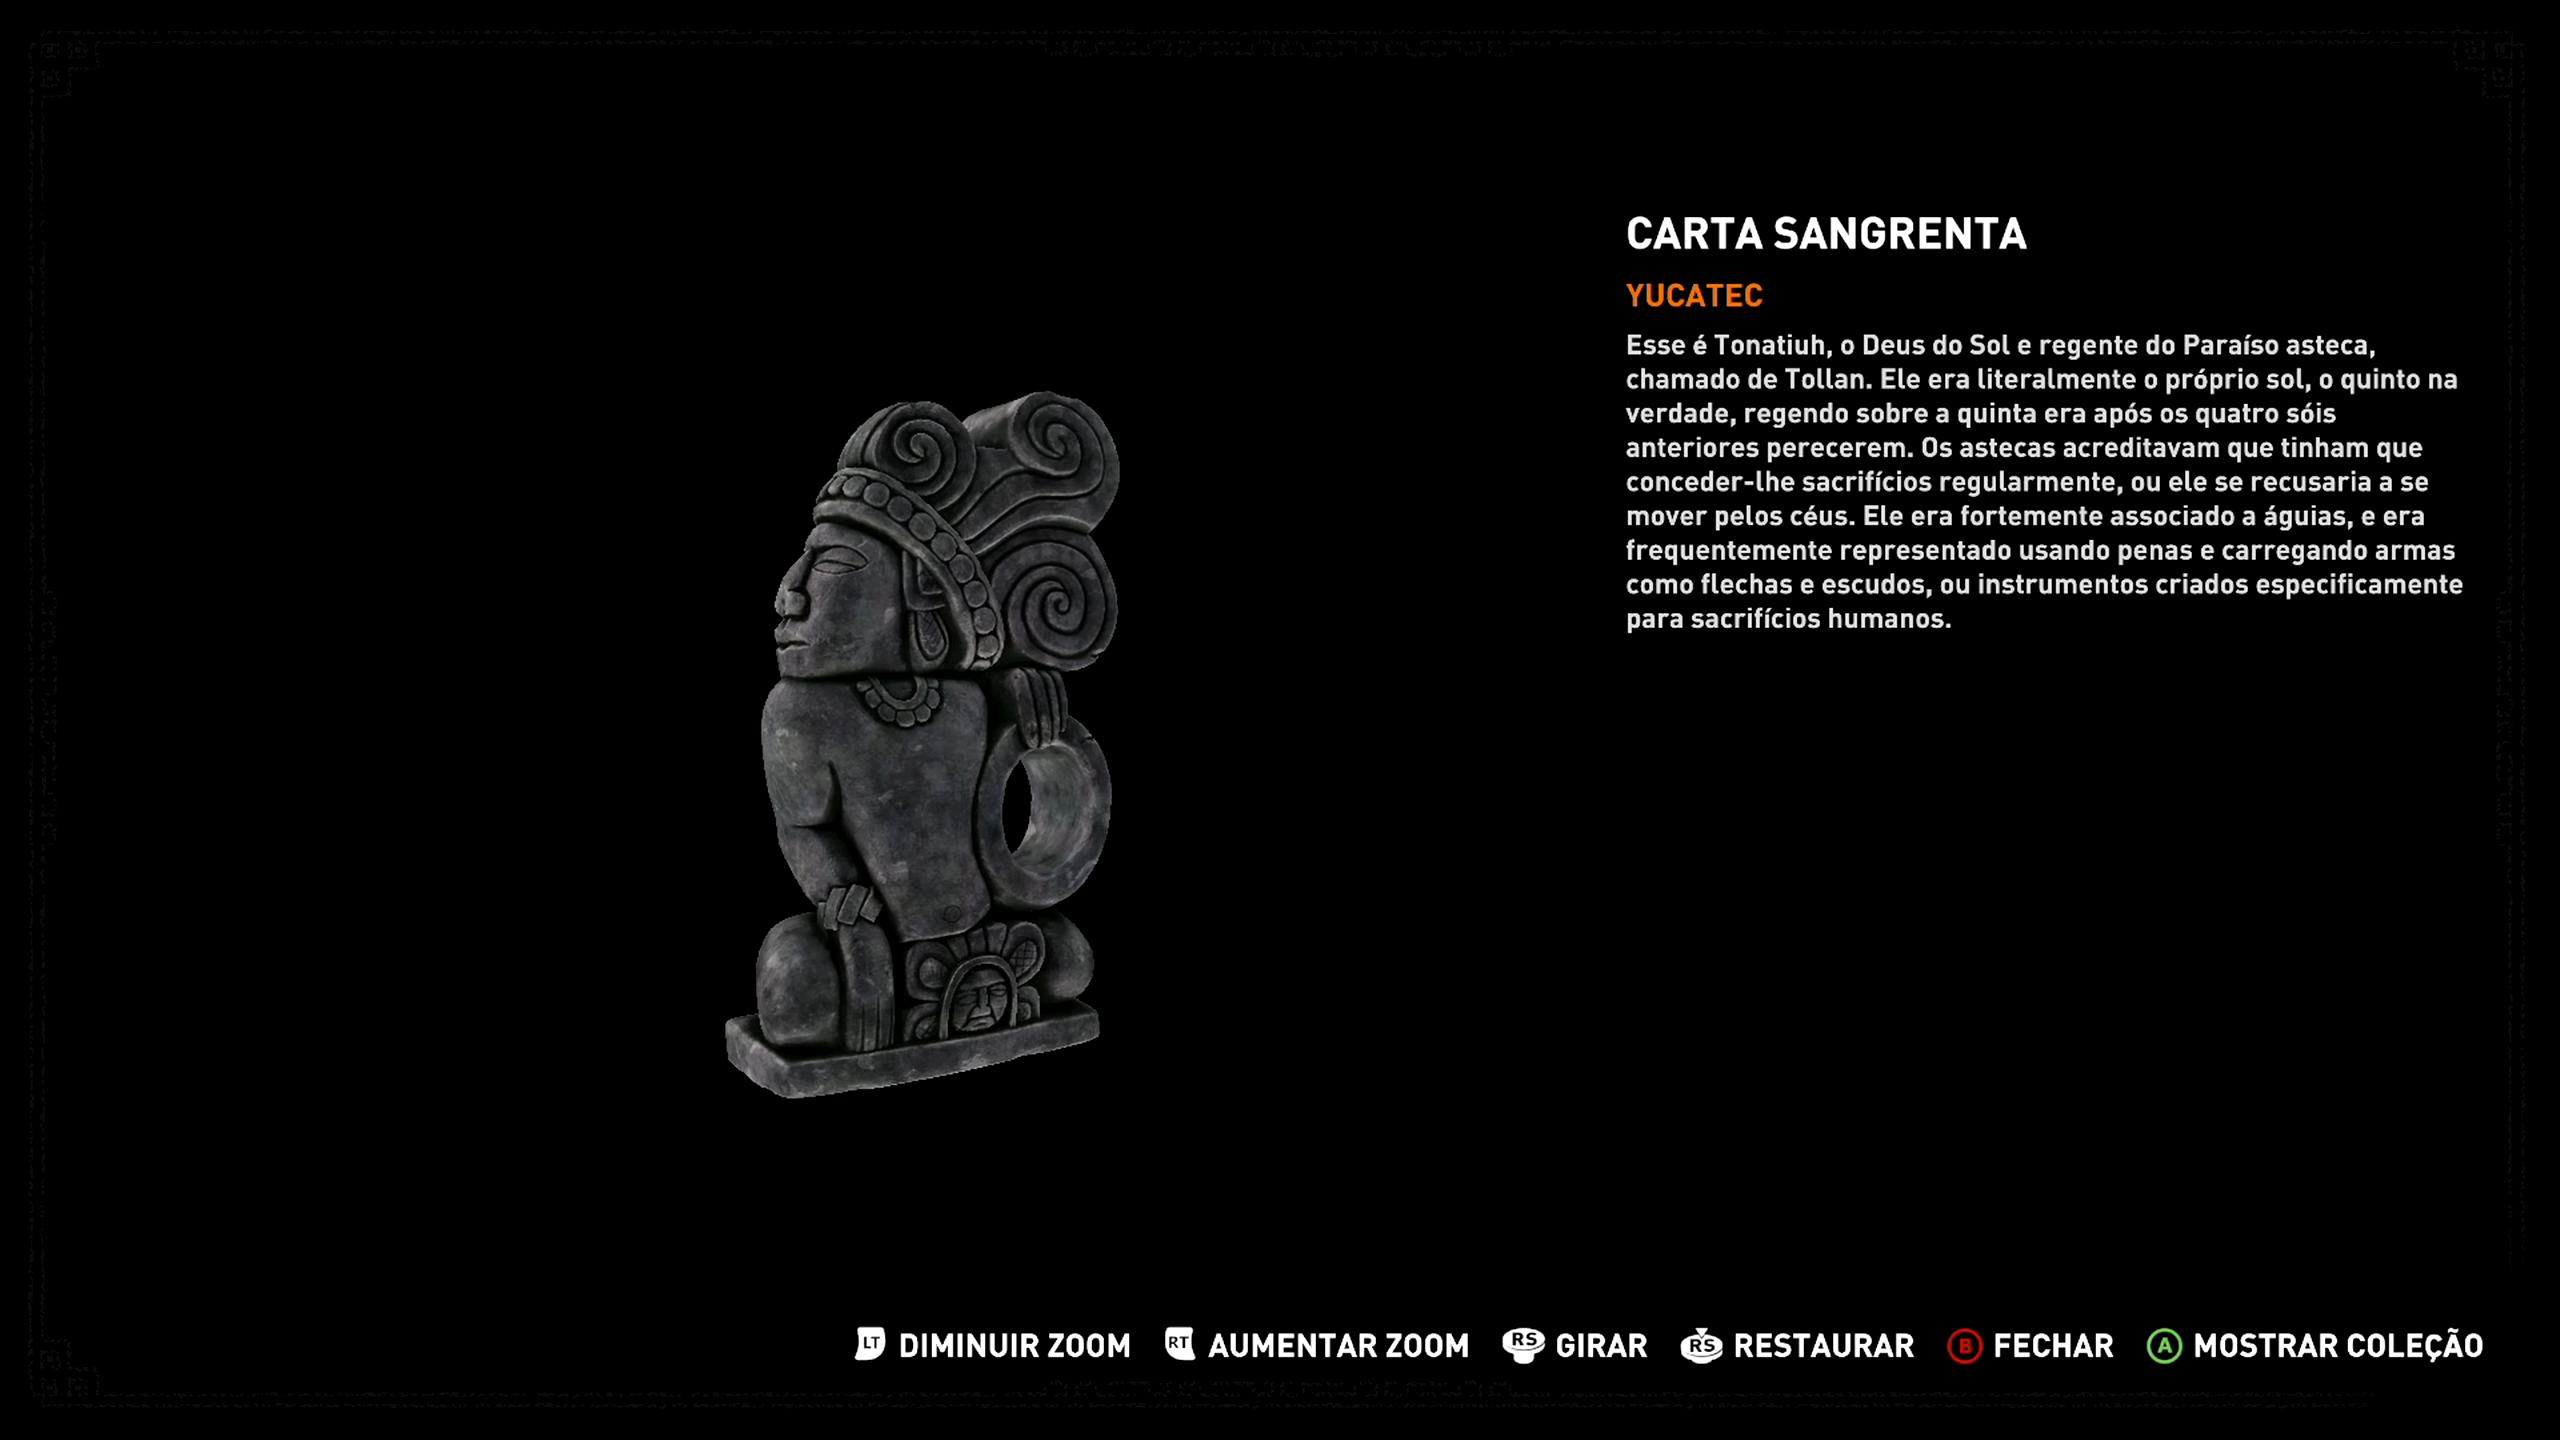 CARTA SANGRENTA
YUCATEC
Esse é Tonatiuh, o Deus do Sol e regente do Paraíso asteca,
chamado de Tollan. Ele era literalmente o próprio sol, o quinto na
verdade, regendo sobre a quinta era após os quatro sóis
anteriores perecerem. Os astecas acreditavam que tinham que
conceder-lhe sacrifícios regularmente, ou ele se recusaria a se
mover pelos céus. Ele era fortemente associado a águias, e era
frequentemente representado usando penas e carregando armas
como flechas e escudos, ou instrumentos criados especificamente
para sacrifícios humanos.
LT DIMINUIR ZOOM RT AUMENTAR ZOOM RS GIRAR RS RESTAURAR B FECHAR A MOSTRAR COLEÇÃO